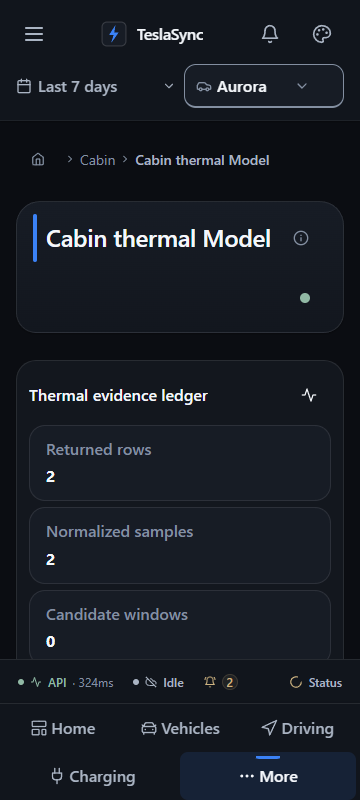 TeslaSync
Last 7 days Aurora
Cabin Cabin thermal Model
Cabin thermal Model
Thermal evidence ledger
Returned rows
2
Normalized samples
2
Candidate windows
0
API · 324ms Idle 2 Status
Home Vehicles Driving
Charging More